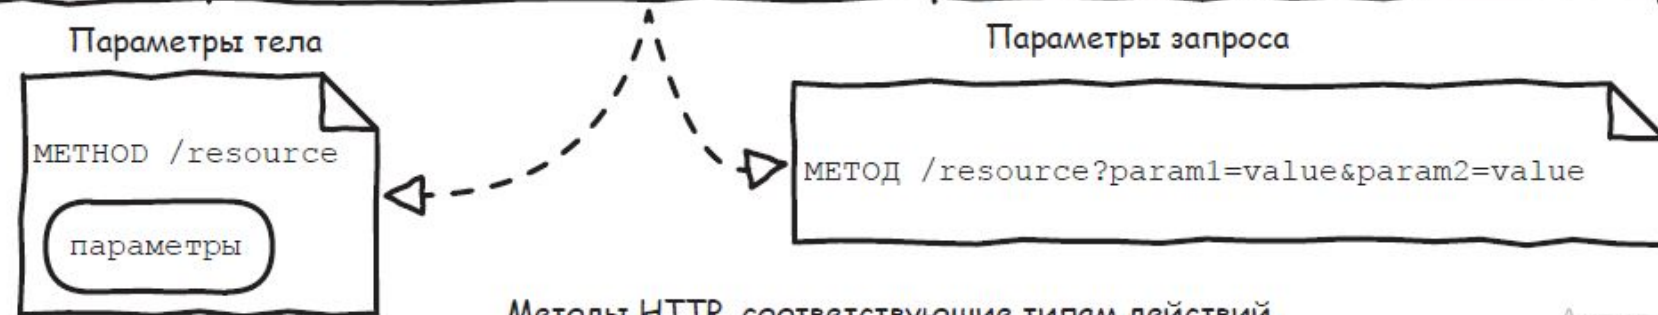 Параметры тела
Параметры запроса
METHOD /resource
параметры
МЕТОД /resource?param1=value&param2=value
Методы HTTP, соответствующие типам действий